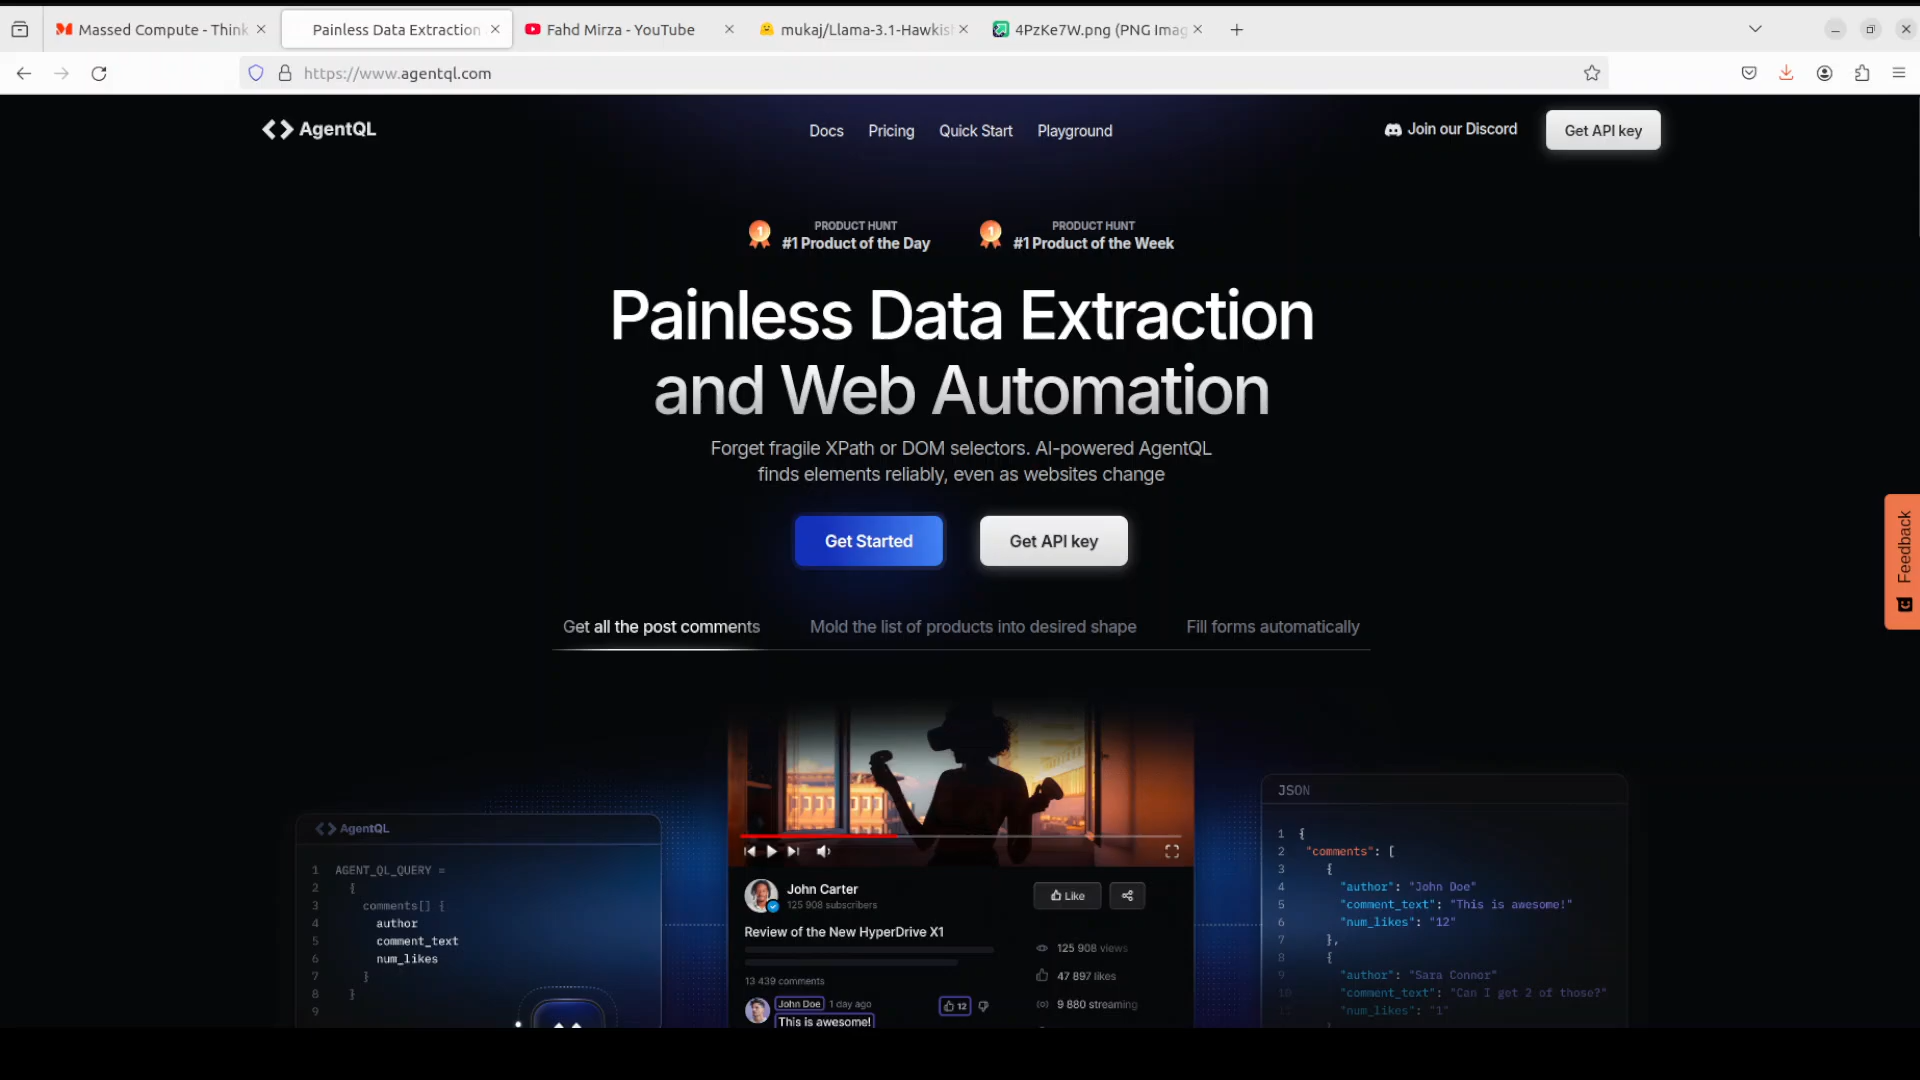 Massed Compute - Think
Painless Data Extraction
Fahd Mirza - YouTube
mukaj/Llama-3.1-Hawkis
4PzKe7W.png (PNG Imag
https://www.agentql.com
AgentQL
Docs
Pricing
Quick Start
Playground
Join our Discord
Get API key
PRODUCT HUNT
#1 Product of the Day
PRODUCT HUNT
#1 Product of the Week
Painless Data Extraction
and Web Automation
Forget fragile XPath or DOM selectors. AI-powered AgentQL
finds elements reliably, even as websites change
Get Started
Get API key
Feedback
Get all the post comments
Mold the list of products into desired shape
Fill forms automatically
AgentQL
1 AGENT_QL_QUERY =
2 {
3 comments[] {
4 author
5 comment_text
6 num_likes
7 }
8 }
9
John Carter
125 908 subscribers
Like
Review of the New HyperDrive X1
125 908 views
47 897 likes
9 880 streaming
13 439 comments
John Doe 1 day ago
12
This is awesome!
JSON
1 {
2 "comments": [
3 {
4 "author": "John Doe"
5 "comment_text": "This is awesome!"
6 "num_likes": "12"
7 },
8 {
9 "author": "Sara Connor"
10 "comment_text": "Can I get 2 of those?"
"num_likes": "1"